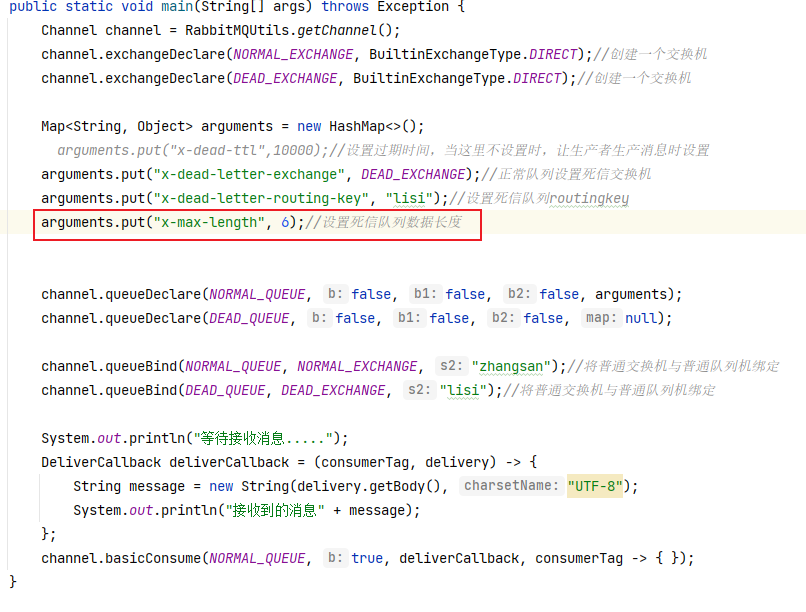 public static void main(String[] args) throws Exception {
Channel channel = RabbitMQUtils.getChannel();
channel.exchangeDeclare(NORMAL_EXCHANGE, BuiltinExchangeType.DIRECT);//创建一个交换机
channel.exchangeDeclare(DEAD_EXCHANGE, BuiltinExchangeType.DIRECT);//创建一个交换机
Map<String, Object> arguments = new HashMap<>();
arguments.put("x-dead-ttl",10000);//设置过期时间，当这里不设置时，让生产者生产消息时设置
arguments.put("x-dead-letter-exchange", DEAD_EXCHANGE);//正常队列设置死信交换机
arguments.put("x-dead-letter-routing-key", "lisi");//设置死信队列routingkey
arguments.put("x-max-length", 6);//设置死信队列数据长度
channel.queueDeclare(NORMAL_QUEUE, b: false, b1: false, b2: false, arguments);
channel.queueDeclare(DEAD_QUEUE, b: false, b1: false, b2: false, map: null);
channel.queueBind(NORMAL_QUEUE, NORMAL_EXCHANGE, s2: "zhangsan");//将普通交换机与普通队列机绑定
channel.queueBind(DEAD_QUEUE, DEAD_EXCHANGE, s2: "lisi");//将普通交换机与普通队列机绑定
System.out.println("等待接收消息.....");
DeliverCallback deliverCallback = (consumerTag, delivery) -> {
String message = new String(delivery.getBody(), charsetName: "UTF-8");
System.out.println("接收到的消息" + message);
};
channel.basicConsume(NORMAL_QUEUE, b: true, deliverCallback, consumerTag -> { });
}